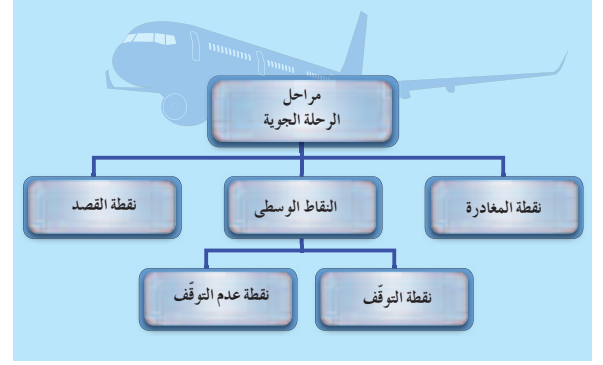 مراحل
الرحلة الجوية
نقطة المغادرة
النقاط الوسطى
نقطة القصد
نقطة التوقّف
نقطة عدم التوقّف